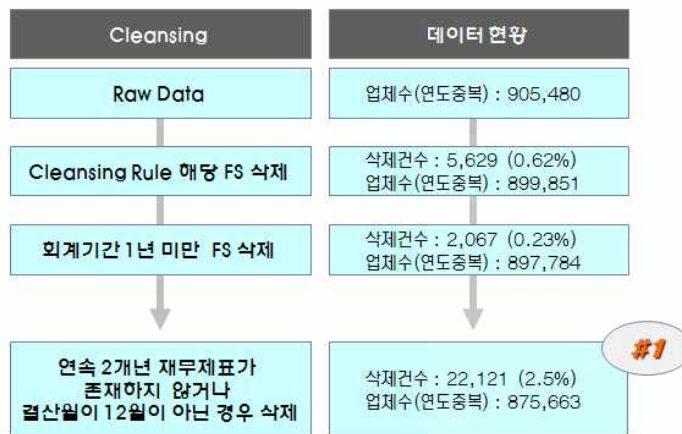 Cleansing
데이터 현황
Raw Data
업체수(연도중복) : 905,480
Cleansing Rule 해당 FS 삭제
삭제건수 : 5,629 (0.62%)
업체수(연도중복) : 899,851
회계기간 1년 미만 FS 삭제
삭제건수 : 2,067 (0.23%)
업체수(연도중복) : 897,784
연속 2개년 재무제표가
존재하지 않거나
결산월이 12월이 아닌 경우 삭제
삭제건수 : 22,121 (2.5%)
업체수(연도중복) : 875,663
#1